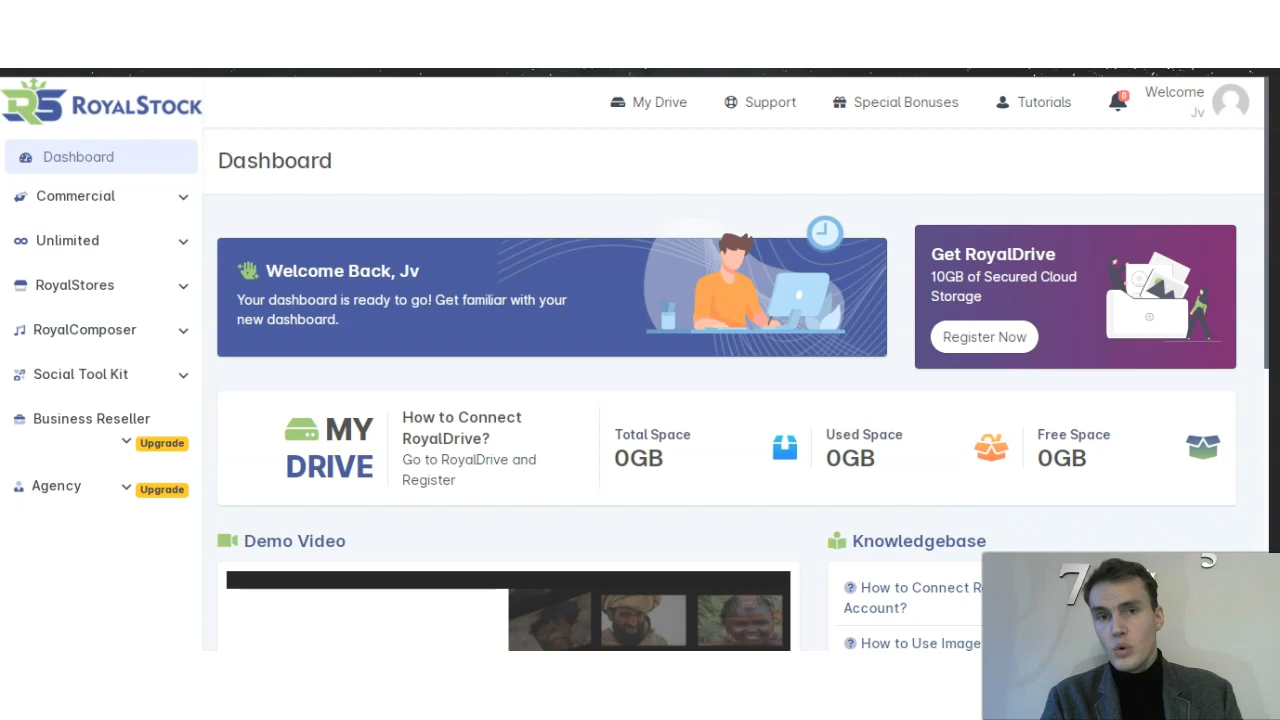 ROYALSTOCK
My Drive
Support
Special Bonuses
Tutorials
0
Welcome
Jv
Dashboard
Commercial
Unlimited
RoyalStores
RoyalComposer
Social Tool Kit
Business Reseller
Upgrade
Agency
Upgrade
Dashboard
Welcome Back, Jv
Your dashboard is ready to go! Get familiar with your
new dashboard.
Get RoyalDrive
10GB of Secured Cloud
Storage
Register Now
MY
DRIVE
How to Connect
RoyalDrive?
Go to RoyalDrive and
Register
Total Space
0GB
Used Space
0GB
Free Space
0GB
Demo Video
Knowledgebase
How to Connect R
Account?
How to Use Image
7
5